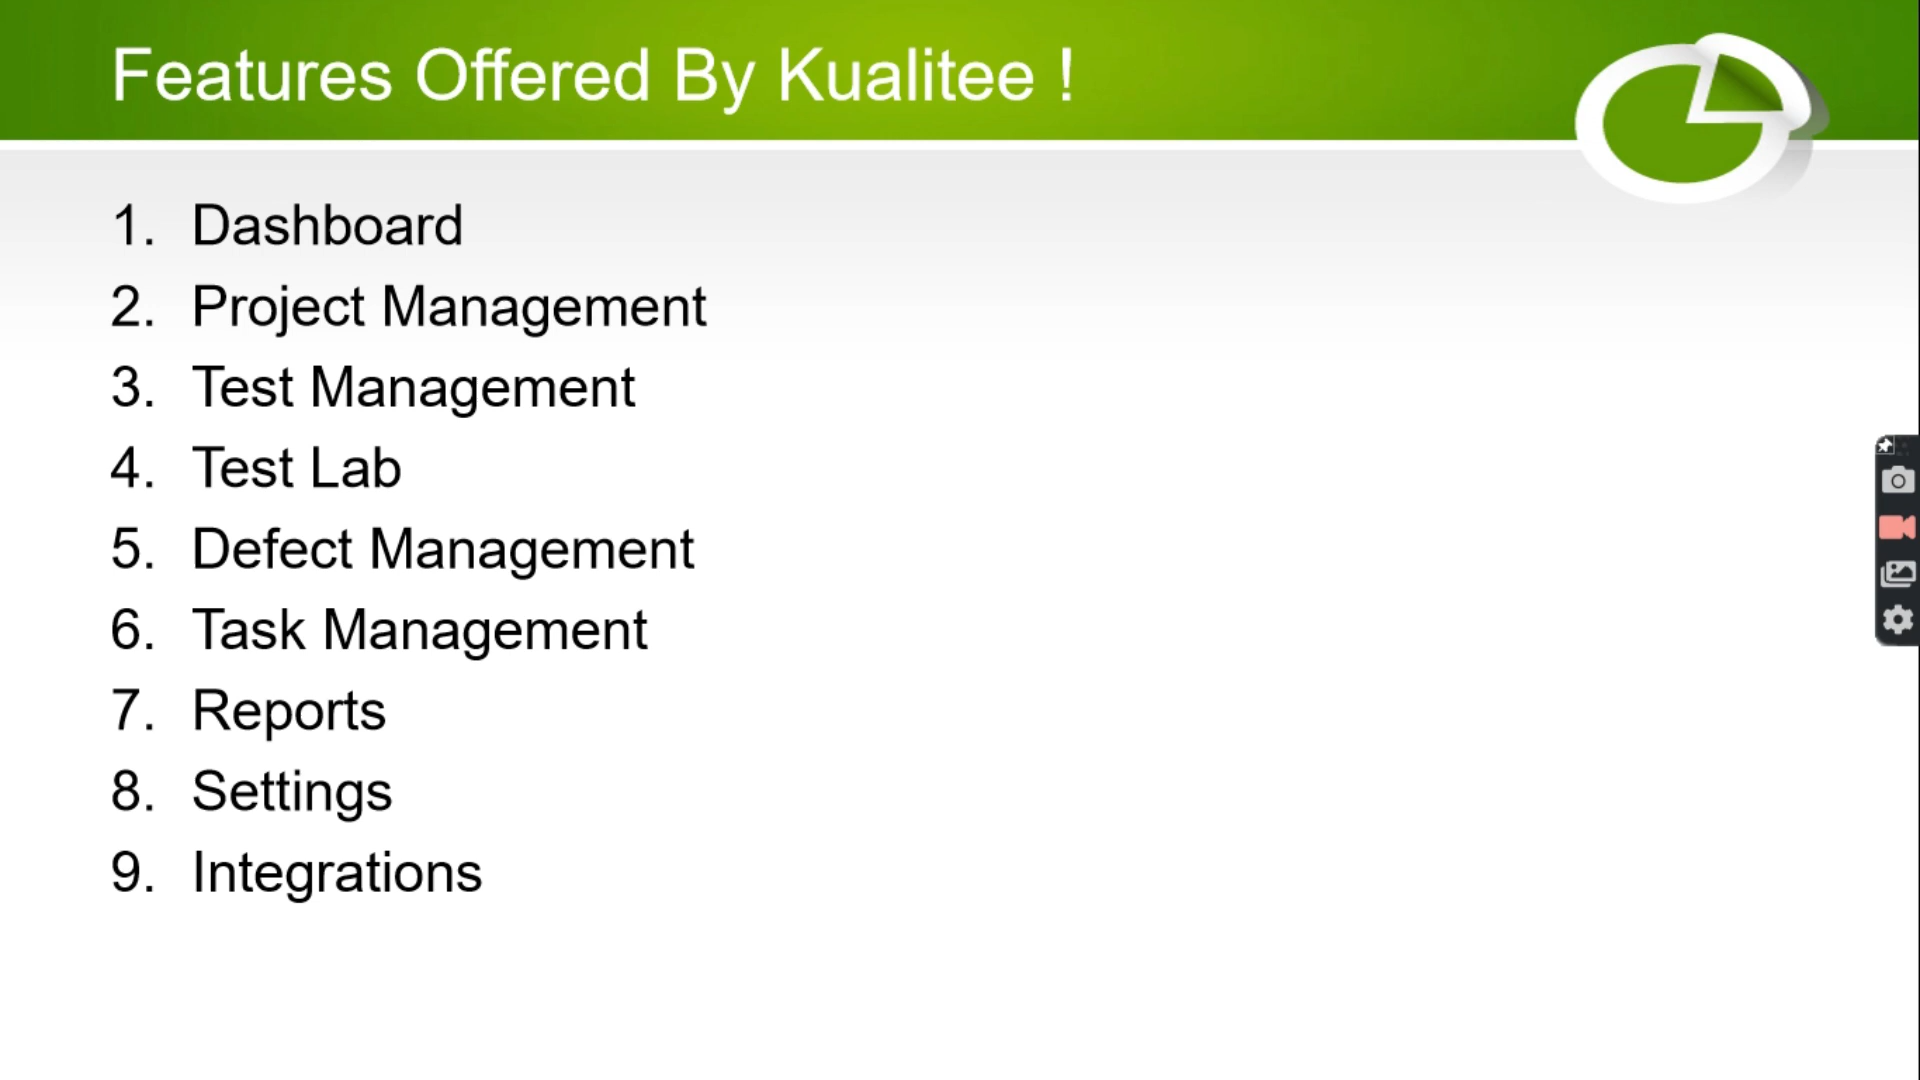 Features Offered By Kualitee !
1. Dashboard
2. Project Management
3. Test Management
4. Test Lab
5. Defect Management
6. Task Management
7. Reports
8. Settings
9. Integrations